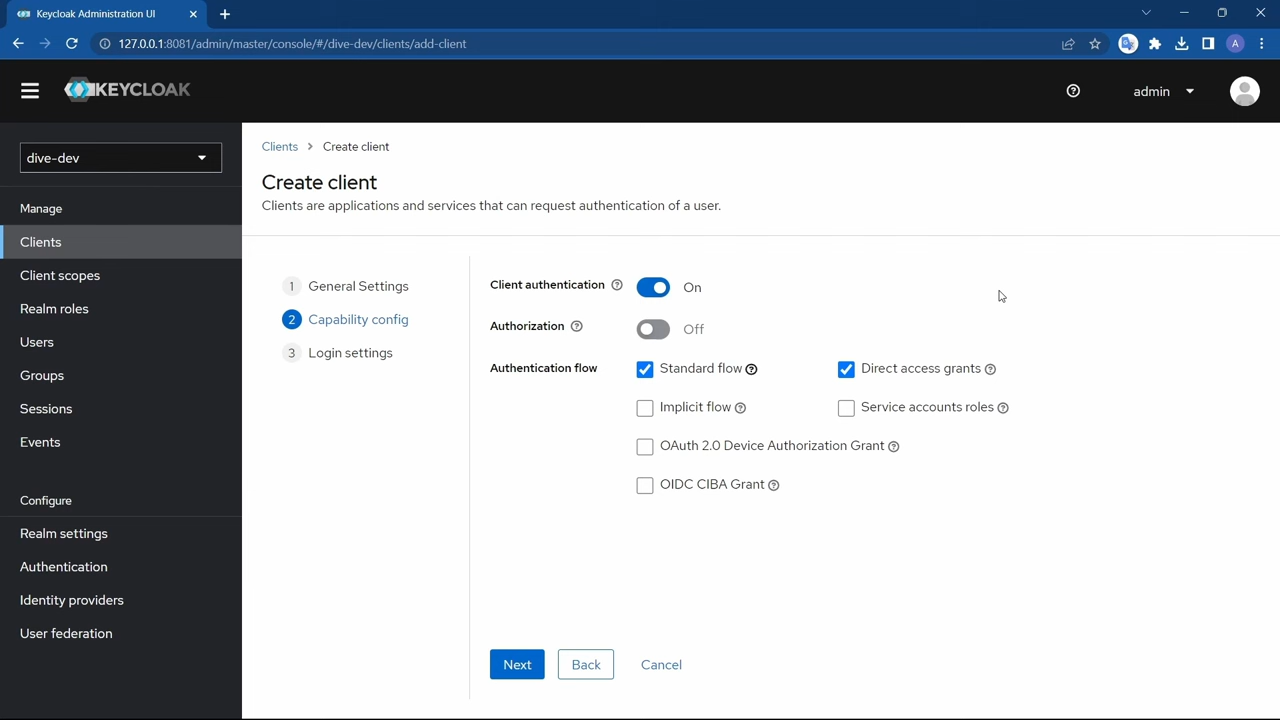 Keycloak Administration UI
127.0.0.1:8081/admin/master/console/#/dive-dev/clients/add-client
A
KEYCLOAK
admin
dive-dev
Manage
Clients
Client scopes
Realm roles
Users
Groups
Sessions
Events
Configure
Realm settings
Authentication
Identity providers
User federation
Clients > Create client
Create client
Clients are applications and services that can request authentication of a user.
1 General Settings
2 Capability config
3 Login settings
Client authentication On
Authorization Off
Authentication flow Standard flow Direct access grants
Implicit flow Service accounts roles
OAuth 2.0 Device Authorization Grant
OIDC CIBA Grant
Next Back Cancel